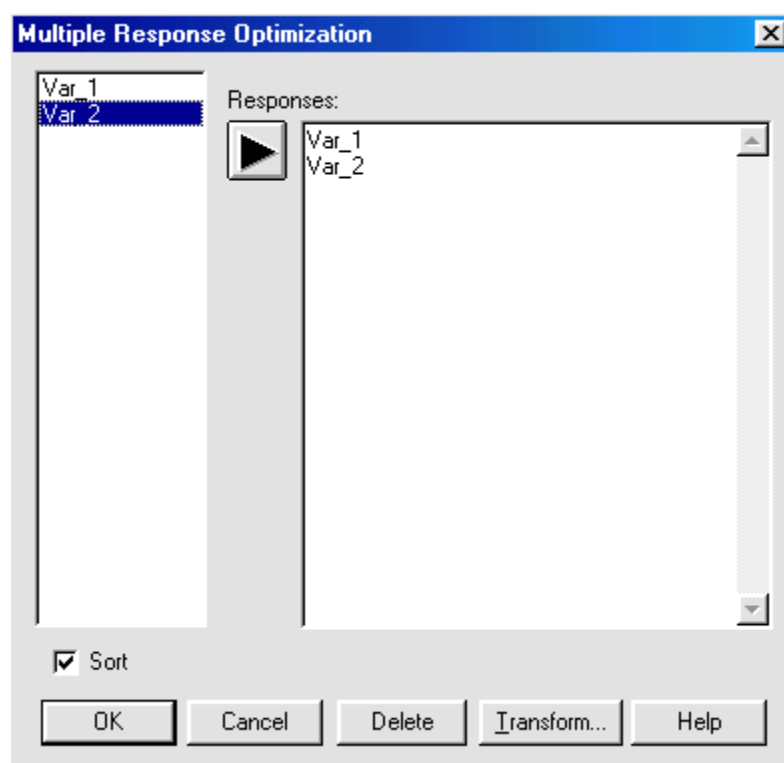 Multiple Response Optimization
Var_1
Var_2
Responses:
Var_1
Var_2
Sort
OK
Cancel
Delete
Transform...
Help